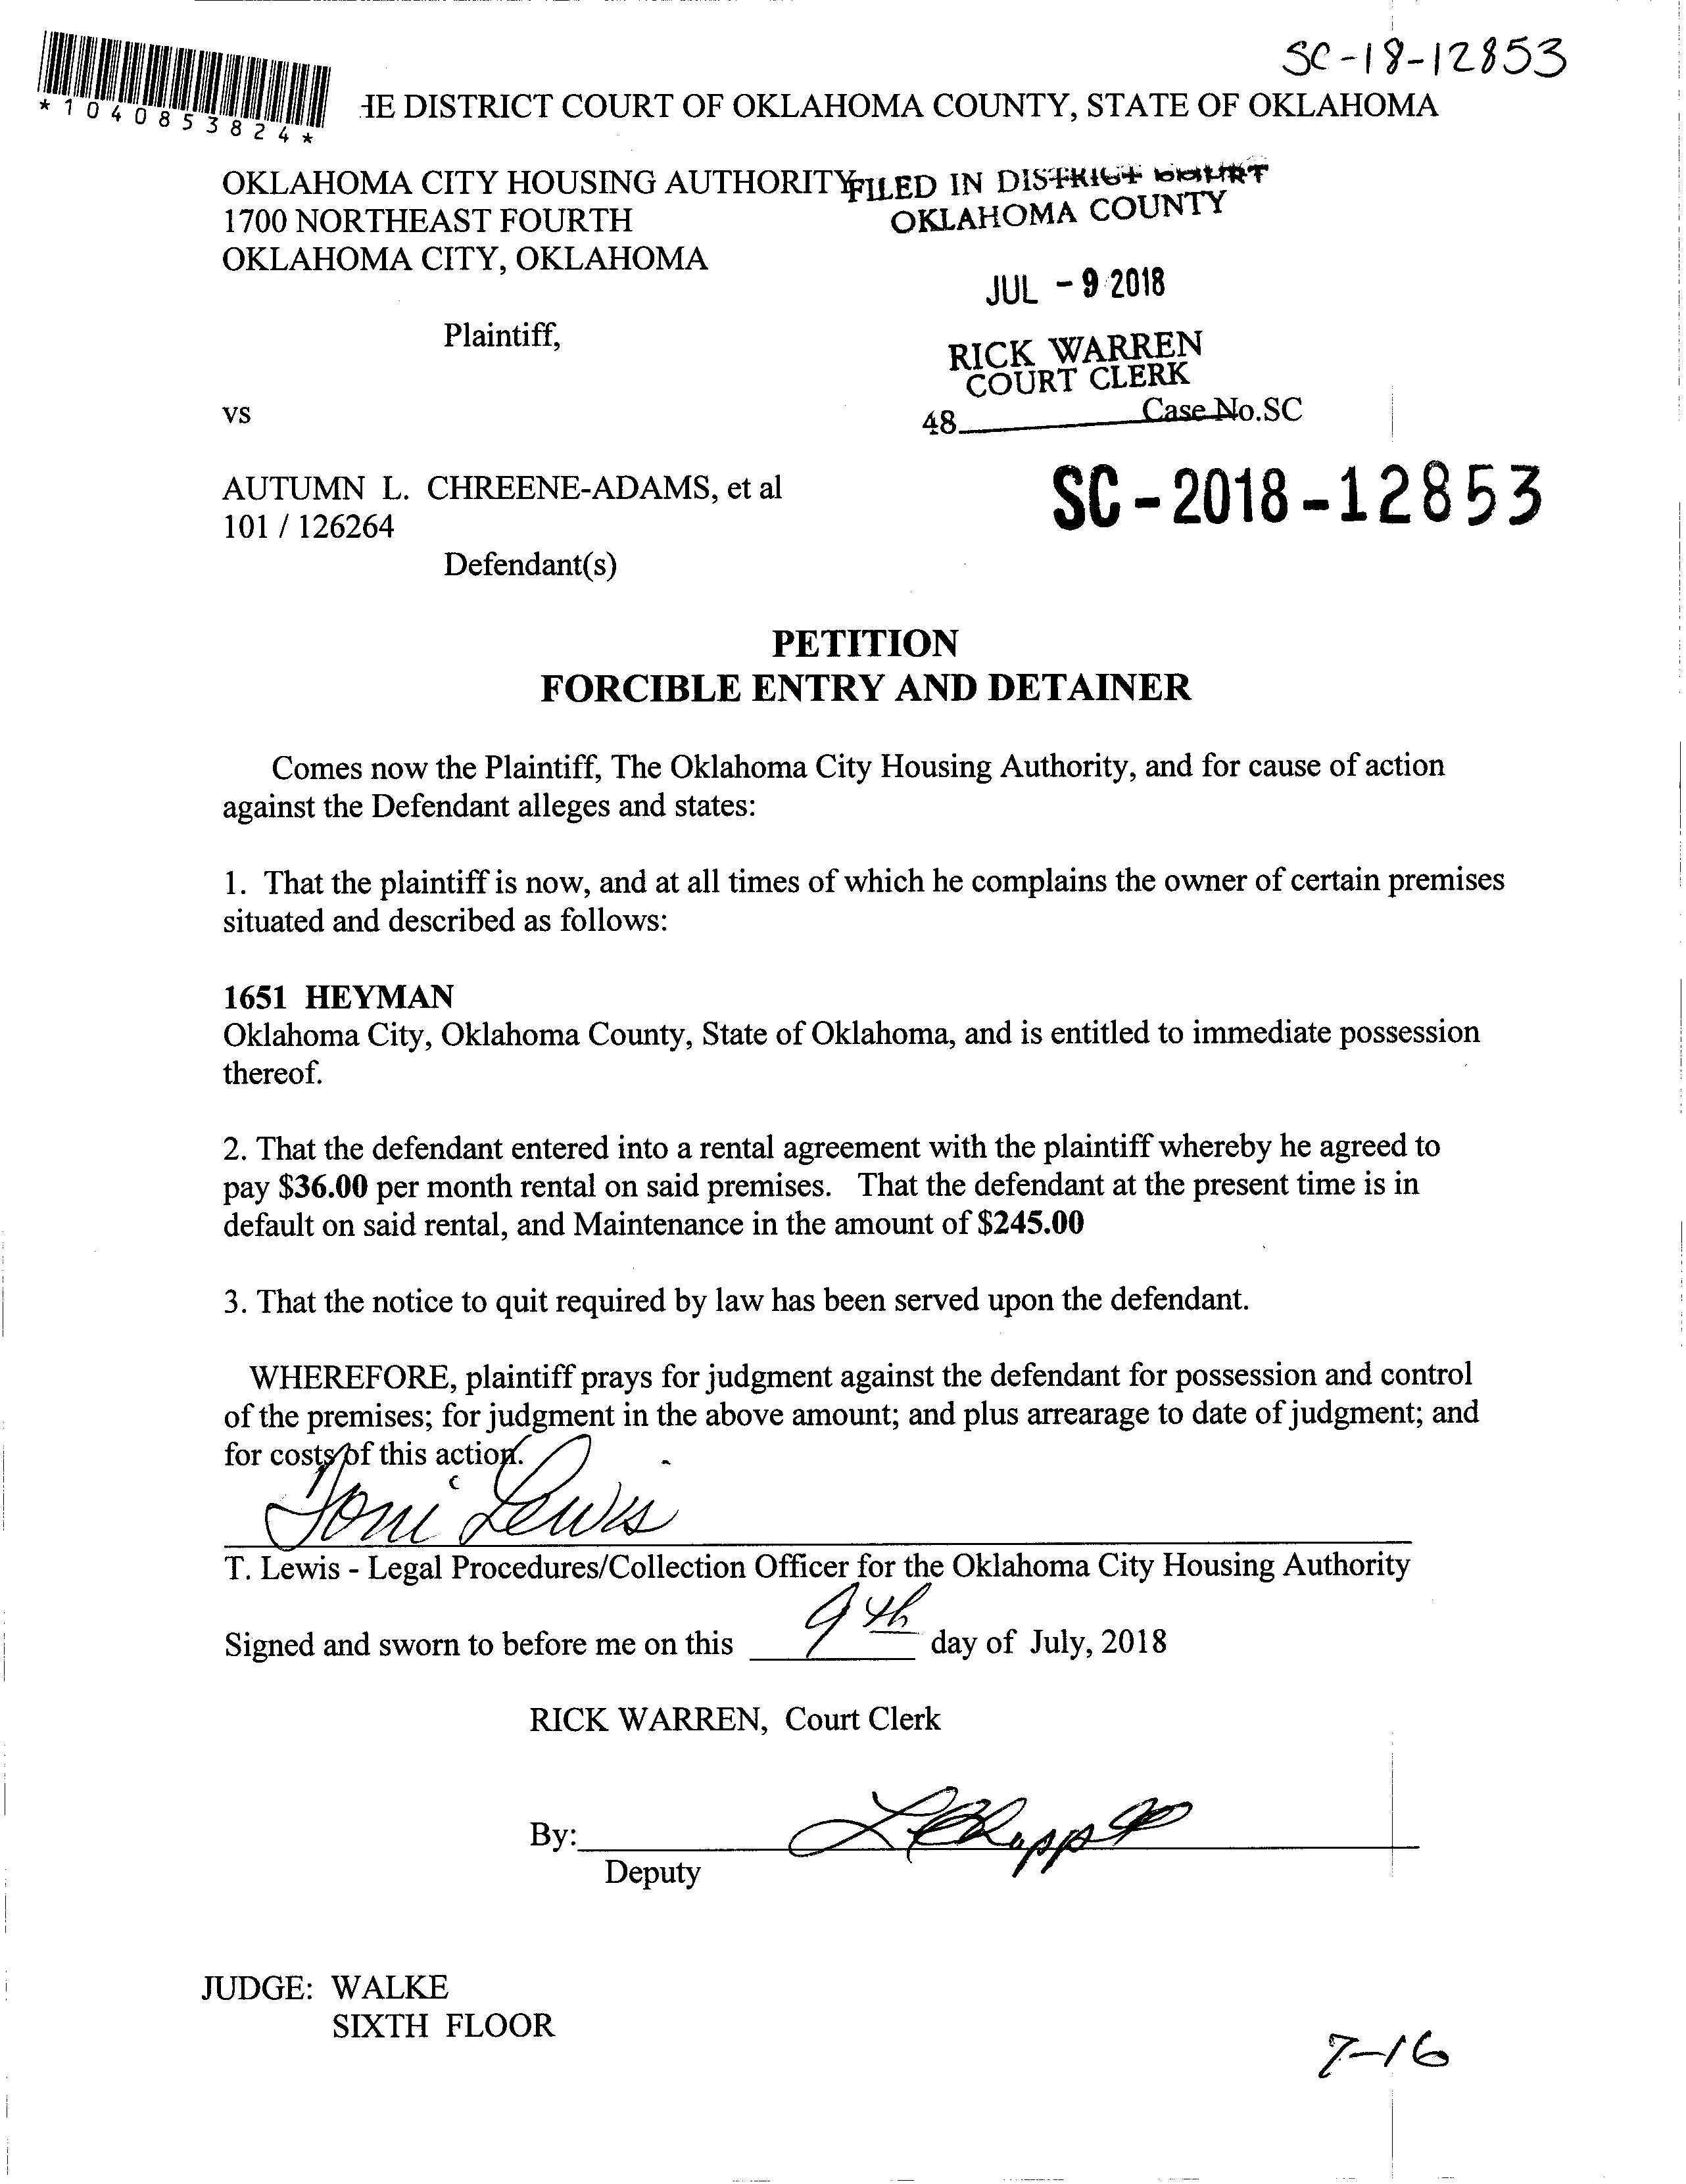 SC-18-12853
*1040853824*
HE DISTRICT COURT OF OKLAHOMA COUNTY, STATE OF OKLAHOMA
OKLAHOMA CITY HOUSING AUTHORITY
FILED IN DISTRICT COURT
1700 NORTHEAST FOURTH
OKLAHOMA COUNTY
OKLAHOMA CITY, OKLAHOMA
JUL - 9 2018
Plaintiff,
RICK WARREN
COURT CLERK
vs
48 Case No.SC
AUTUMN L. CHREENE-ADAMS, et al
SC-2018-12853
101 / 126264
Defendant(s)
PETITION
FORCIBLE ENTRY AND DETAINER
Comes now the Plaintiff, The Oklahoma City Housing Authority, and for cause of action
against the Defendant alleges and states:
1. That the plaintiff is now, and at all times of which he complains the owner of certain premises
situated and described as follows:
1651 HEYMAN
Oklahoma City, Oklahoma County, State of Oklahoma, and is entitled to immediate possession
thereof.
2. That the defendant entered into a rental agreement with the plaintiff whereby he agreed to
pay $36.00 per month rental on said premises. That the defendant at the present time is in
default on said rental, and Maintenance in the amount of $245.00
3. That the notice to quit required by law has been served upon the defendant.
WHEREFORE, plaintiff prays for judgment against the defendant for possession and control
of the premises; for judgment in the above amount; and plus arrearage to date of judgment; and
for costs of this action.
Toni Lewis
T. Lewis - Legal Procedures/Collection Officer for the Oklahoma City Housing Authority
Signed and sworn to before me on this 9th day of July, 2018
RICK WARREN, Court Clerk
By:
Deputy
JUDGE: WALKE
SIXTH FLOOR
7-16